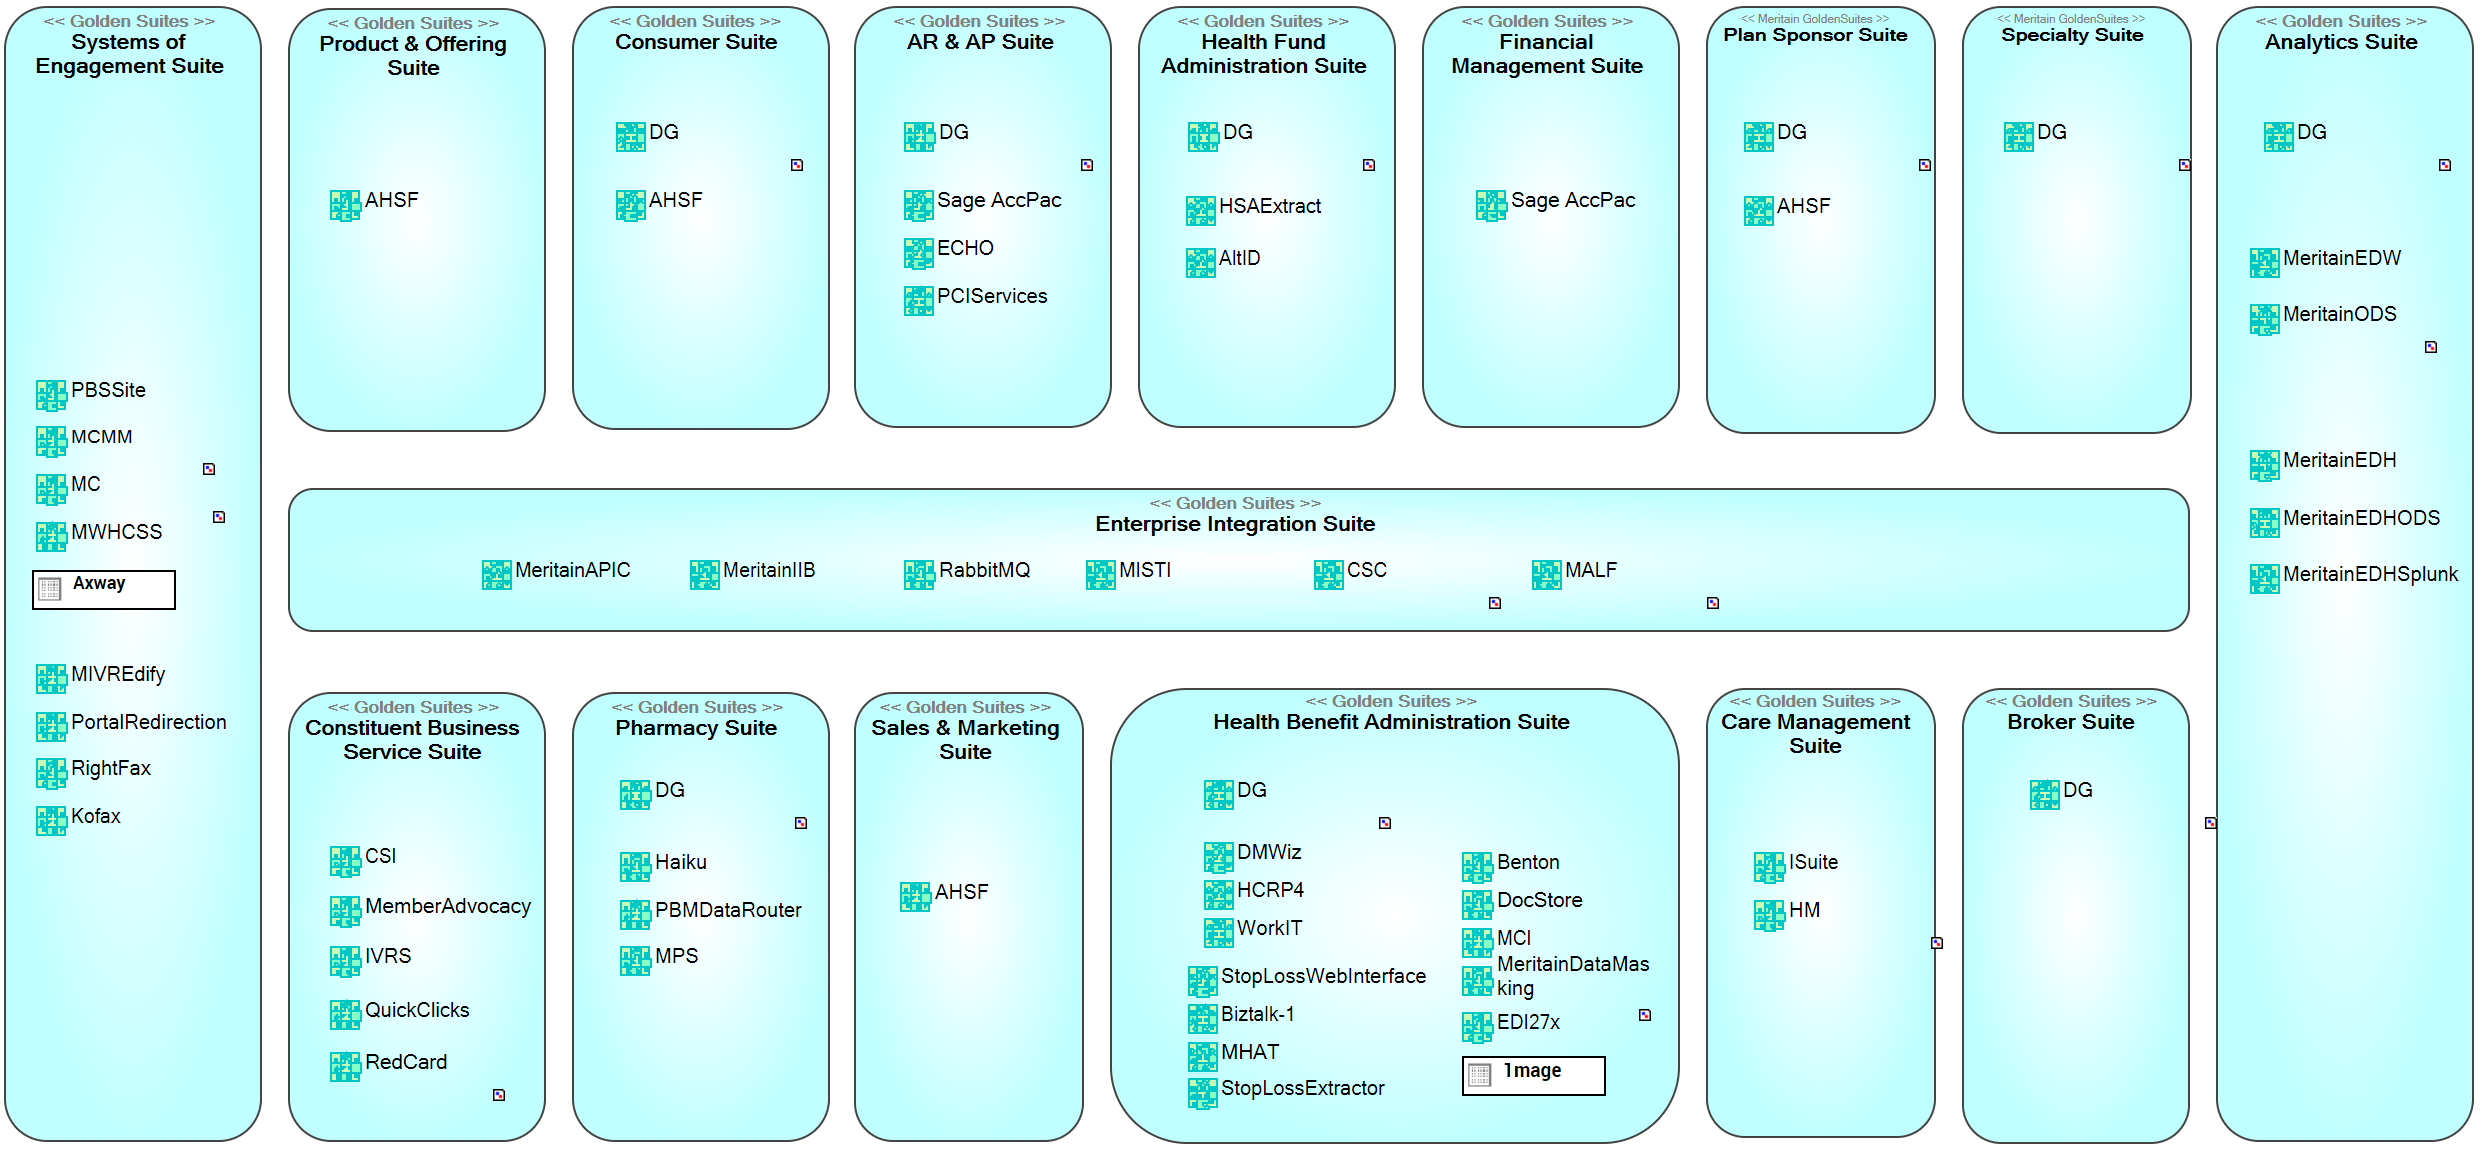 << Golden Suites >>
Systems of
Engagement Suite
PBSSite
MCMM
MC
MWHCSS
Axway
MIVREdify
PortalRedirection
RightFax
Kofax
<< Golden Suites >>
Product & Offering
Suite
AHSF
<< Golden Suites >>
Consumer Suite
DG
AHSF
<< Golden Suites >>
AR & AP Suite
DG
Sage AccPac
ECHO
PCIServices
<< Golden Suites >>
Health Fund
Administration Suite
DG
HSAExtract
AltID
<< Golden Suites >>
Financial
Management Suite
Sage AccPac
<< Meritain GoldenSuites >>
Plan Sponsor Suite
DG
AHSF
<< Meritain GoldenSuites >>
Specialty Suite
DG
<< Golden Suites >>
Analytics Suite
DG
MeritainEDW
MeritainODS
MeritainEDH
MeritainEDHODS
MeritainEDHSplunk
<< Golden Suites >>
Enterprise Integration Suite
MeritainAPIC
MeritainIIB
RabbitMQ
MISTI
CSC
MALF
<< Golden Suites >>
Constituent Business
Service Suite
CSI
MemberAdvocacy
IVRS
QuickClicks
RedCard
<< Golden Suites >>
Pharmacy Suite
DG
Haiku
PBMDataRouter
MPS
<< Golden Suites >>
Sales & Marketing
Suite
AHSF
<< Golden Suites >>
Health Benefit Administration Suite
DG
DMWiz
HCRP4
WorkIT
StopLossWebInterface
Biztalk-1
MHAT
StopLossExtractor
Benton
DocStore
MCI
MeritainDataMas
king
EDI27x
1mage
<< Golden Suites >>
Care Management
Suite
ISuite
HM
<< Golden Suites >>
Broker Suite
DG